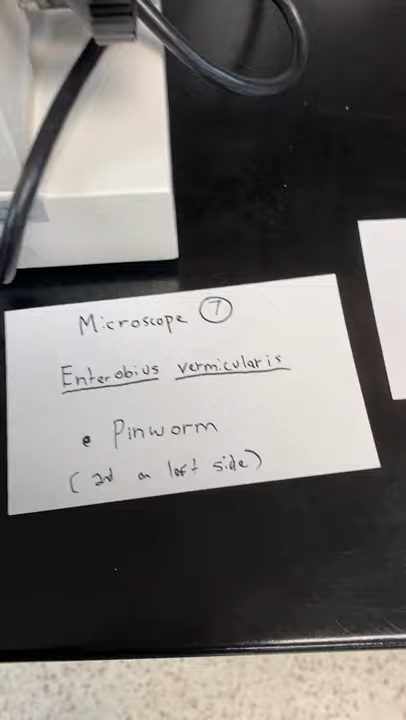 Microscope 7
Enterobius vermicularis
• Pinworm
(2nd on left side)